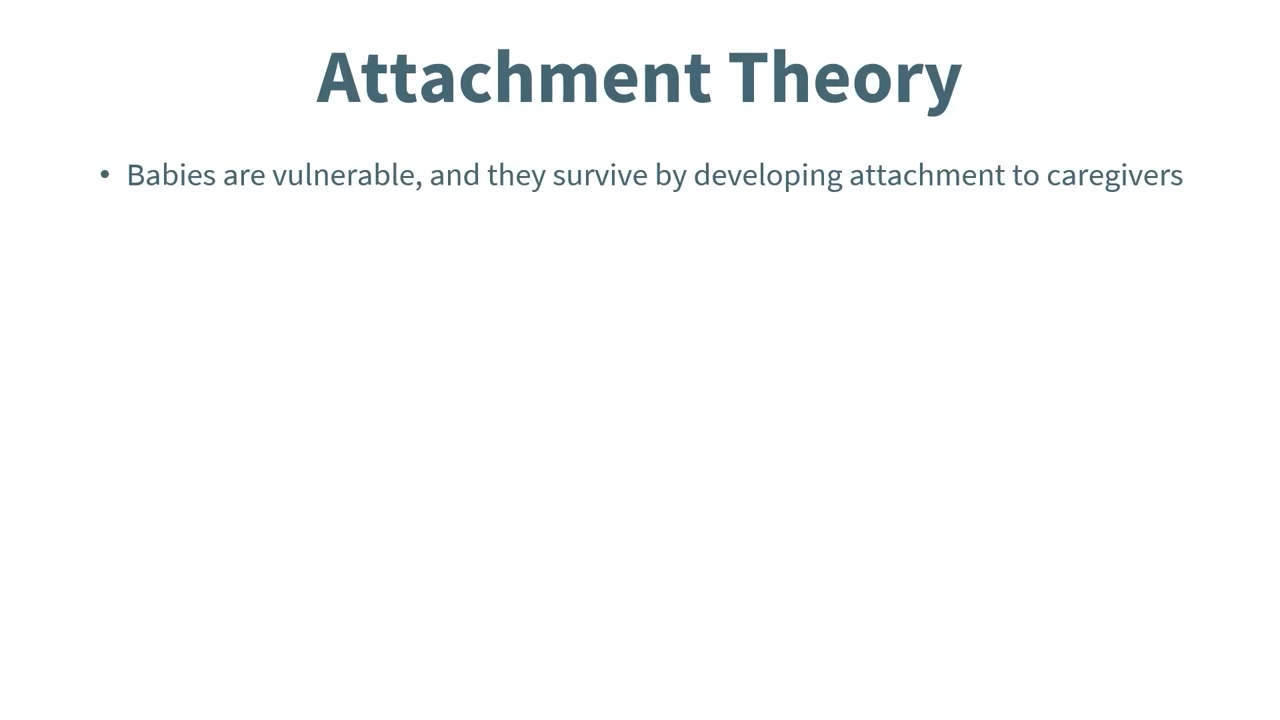 Attachment Theory
• Babies are vulnerable, and they survive by developing attachment to caregivers